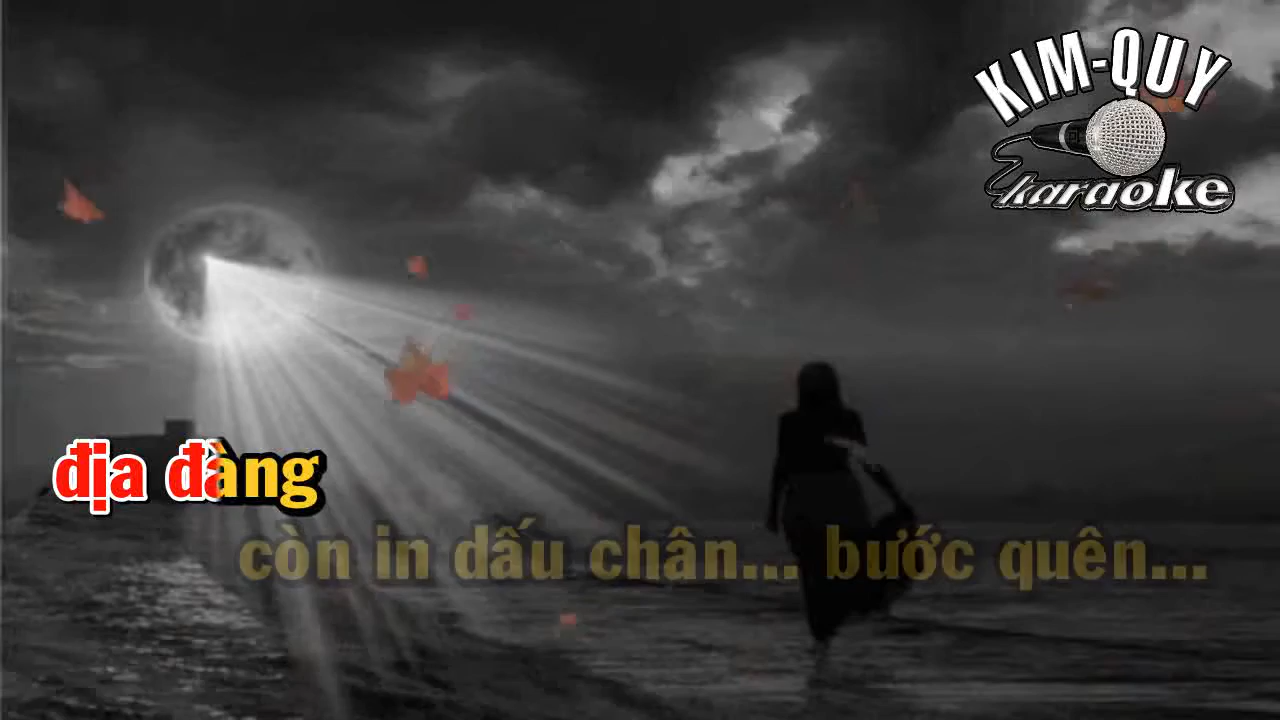 KIM-QUY
karaoke
địa đàng
còn in dấu chân... bước quên...